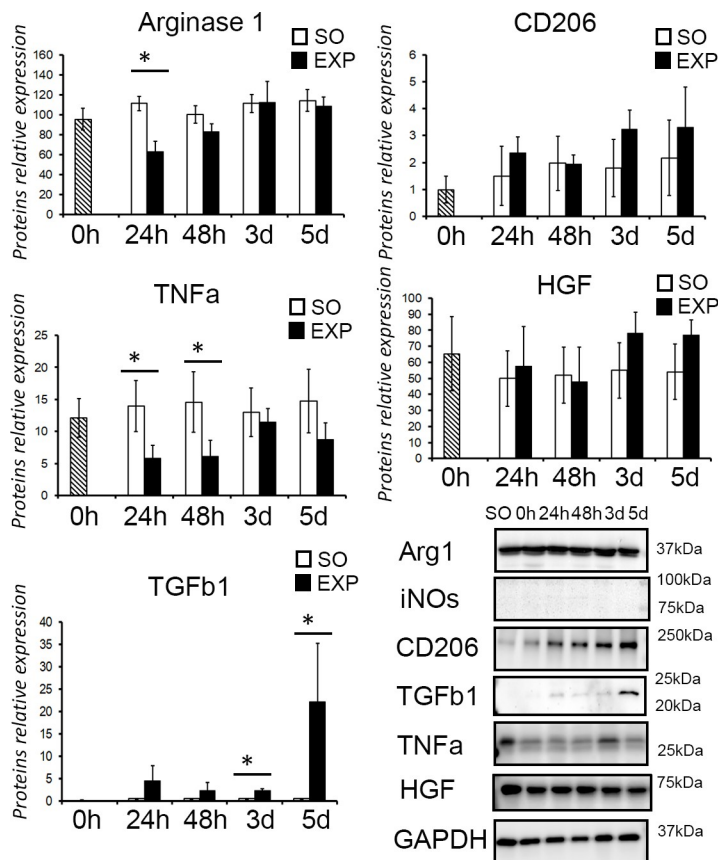 Arginase 1
SO
EXP
*
Proteins relative expression
160
140
120
100
80
60
40
20
0
0h 24h 48h 3d 5d
CD206
SO
EXP
Proteins relative expression
6
5
4
3
2
1
0
0h 24h 48h 3d 5d
TNFa
SO
EXP
* *
Proteins relative expression
25
20
15
10
5
0
0h 24h 48h 3d 5d
HGF
SO
EXP
Proteins relative expression
100
90
80
70
60
50
40
30
20
10
0
0h 24h 48h 3d 5d
TGFb1
SO
EXP
* *
Proteins relative expression
40
35
30
25
20
15
10
5
0
0h 24h 48h 3d 5d
SO 0h 24h 48h 3d 5d
Arg1 37kDa
iNOs 100kDa
75kDa
CD206 250kDa
TGFb1 25kDa
20kDa
TNFa 25kDa
HGF 75kDa
GAPDH 37kDa